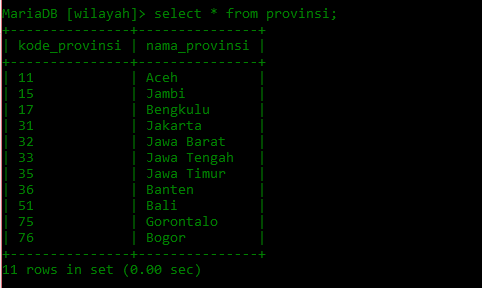 MariaDB [wilayah]> select * from provinsi;
+---------------+---------------+
| kode_provinsi | nama_provinsi |
+---------------+---------------+
| 11            | Aceh          |
| 15            | Jambi         |
| 17            | Bengkulu      |
| 31            | Jakarta       |
| 32            | Jawa Barat    |
| 33            | Jawa Tengah   |
| 35            | Jawa Timur    |
| 36            | Banten        |
| 51            | Bali          |
| 75            | Gorontalo     |
| 76            | Bogor         |
+---------------+---------------+
11 rows in set (0.00 sec)